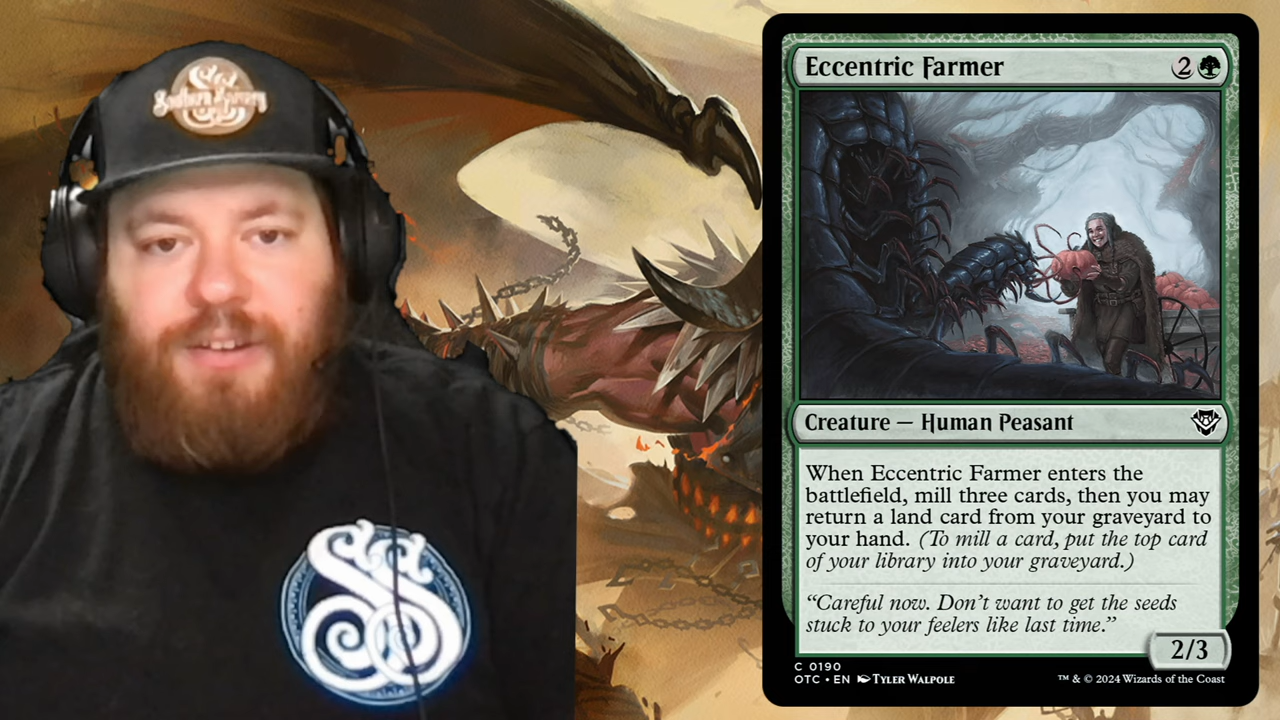 Eccentric Farmer
2
Creature — Human Peasant
When Eccentric Farmer enters the
battlefield, mill three cards, then you may
return a land card from your graveyard to
your hand. (To mill a card, put the top card
of your library into your graveyard.)
“Careful now. Don’t want to get the seeds
stuck to your feelers like last time.”
2/3
C 0190
OTC • EN TYLER WALPOLE
™ & © 2024 Wizards of the Coast